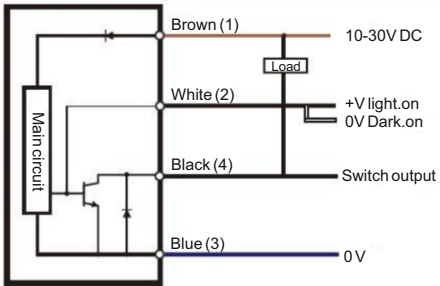 Brown (1)
10-30V DC
Load
White (2)
+V light.on
0V Dark.on
Main circuit
Black (4)
Switch output
Blue (3)
0 V